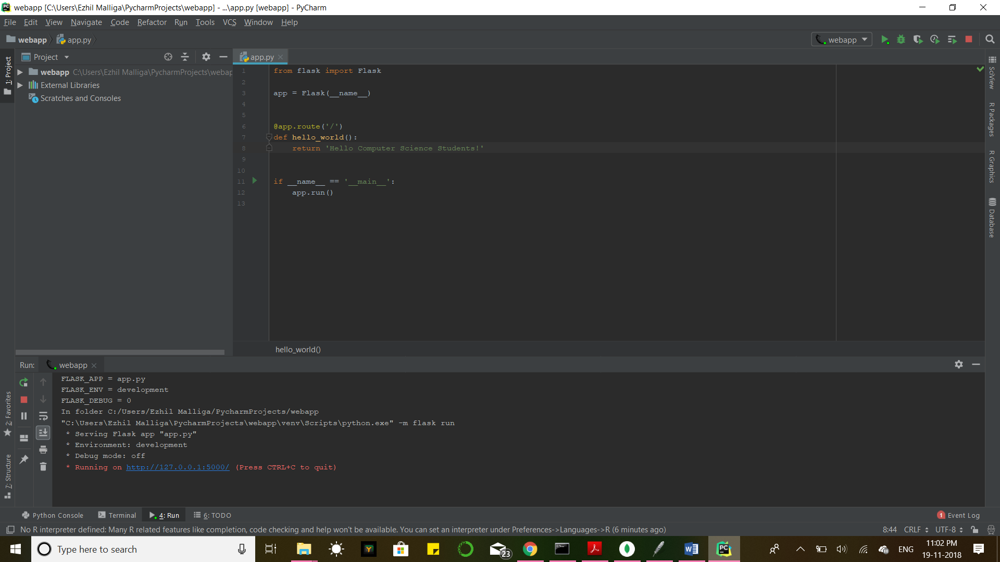 webapp [C:\Users\Ezhil Malliga\PycharmProjects\webapp] - ...\app.py [webapp] - PyCharm
File Edit View Navigate Code Refactor Run Tools VCS Window Help
webapp app.py webapp
Project
app.py
1: Project
webapp C:\Users\Ezhil Malliga\PycharmProjects\webap
External Libraries
Scratches and Consoles
1 from flask import Flask
2
3 app = Flask(__name__)
4
5
6 @app.route('/')
7 def hello_world():
8     return 'Hello Computer Science Students!'
9
10
11 if __name__ == '__main__':
12     app.run()
13
hello_world()
SciView
R Packages
R Graphics
Database
Run: webapp
FLASK_APP = app.py
FLASK_ENV = development
FLASK_DEBUG = 0
In folder C:/Users/Ezhil Malliga/PycharmProjects/webapp
"C:\Users\Ezhil Malliga\PycharmProjects\webapp\venv\Scripts\python.exe" -m flask run
* Serving Flask app "app.py"
* Environment: development
* Debug mode: off
* Running on http://127.0.0.1:5000/ (Press CTRL+C to quit)
2: Favorites
7: Structure
Python Console Terminal 4: Run 6: TODO 1 Event Log
No R interpreter defined: Many R related features like completion, code checking and help won't be available. You can set an interpreter under Preferences->Languages->R (6 minutes ago) 8:44 CRLF UTF-8
Type here to search 23 ENG 11:02 PM
19-11-2018